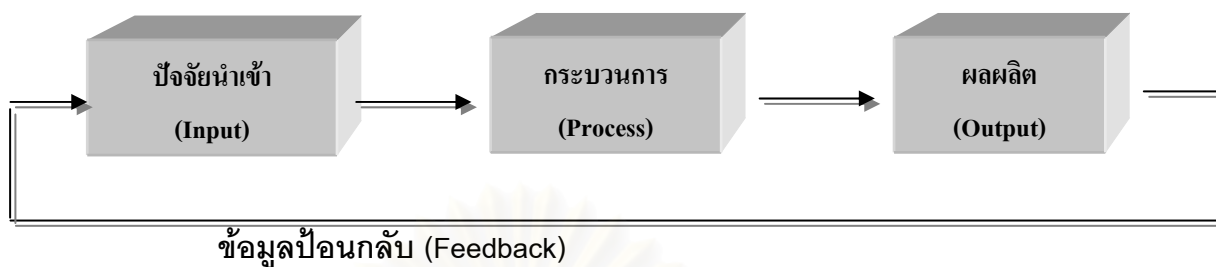 ปัจจัยนำเข้า
(Input)
กระบวนการ
(Process)
ผลผลิต
(Output)
ข้อมูลป้อนกลับ (Feedback)